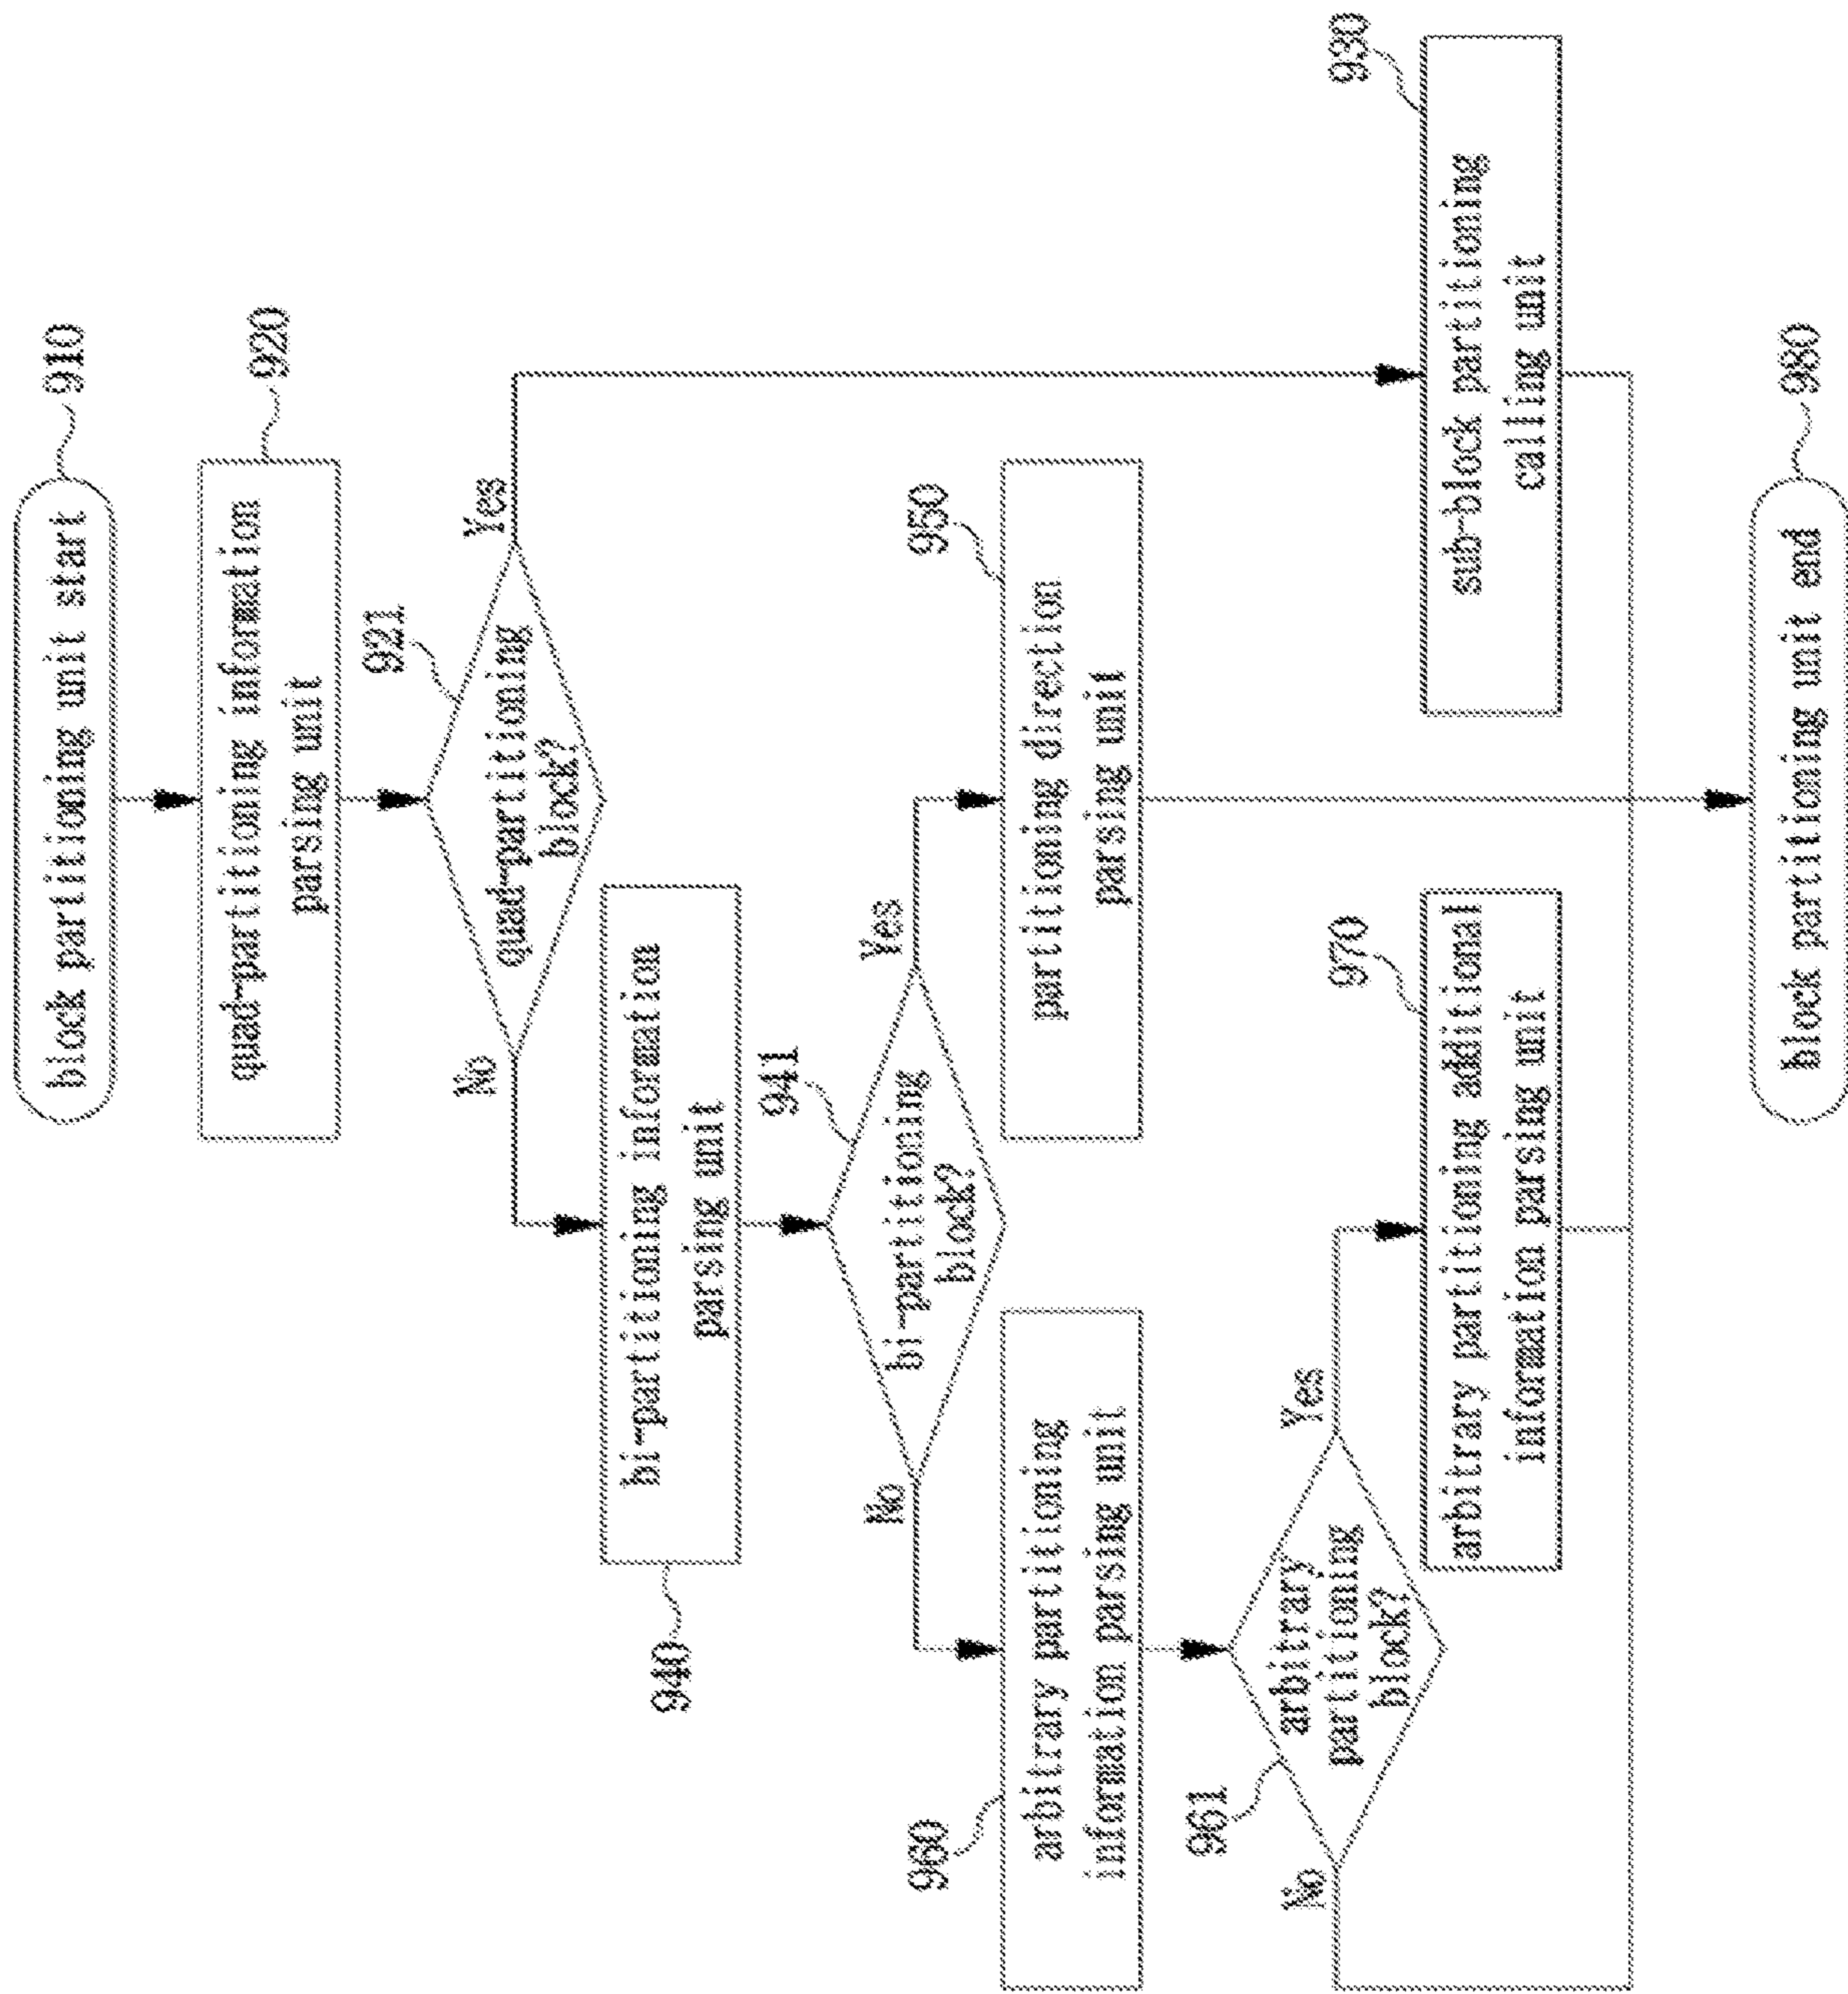 block partitioning unit start
910
quad-partitioning information
parsing unit
920
921
quad-partitioning
block?
No
Yes
bi-partitioning information
parsing unit
940
941
bi-partitioning
block?
No
Yes
950
partitioning direction
parsing unit
960
arbitrary partitioning
information parsing unit
961
arbitrary
partitioning
block?
No
Yes
970
arbitrary partitioning additional
information parsing unit
930
sub-block partitioning
calling unit
block partitioning unit end
980